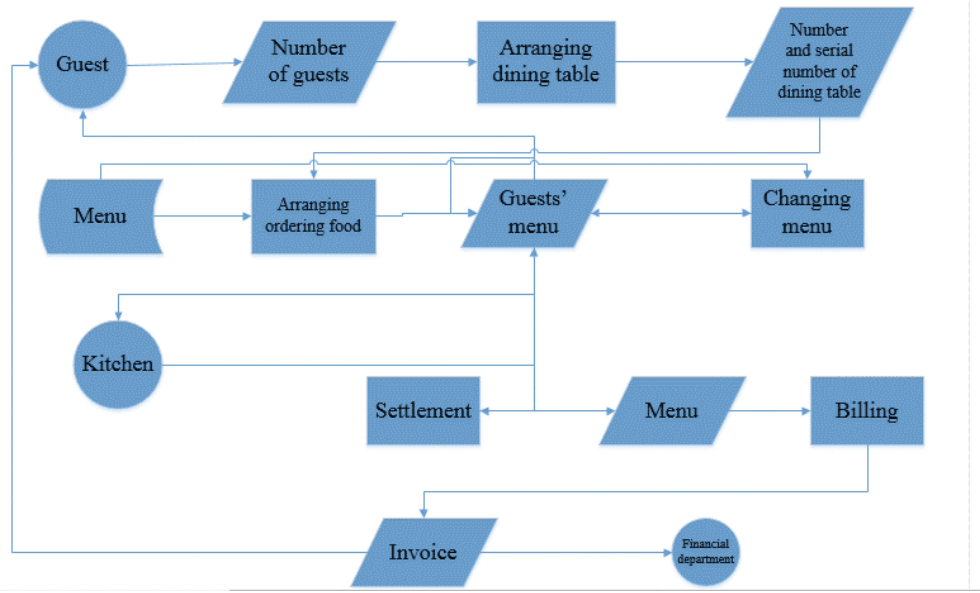 Guest
Number
of guests
Arranging
dining table
Number
and serial
number of
dining table
Menu
Arranging
ordering food
Guests’
menu
Changing
menu
Kitchen
Settlement
Menu
Billing
Invoice
Financial
department